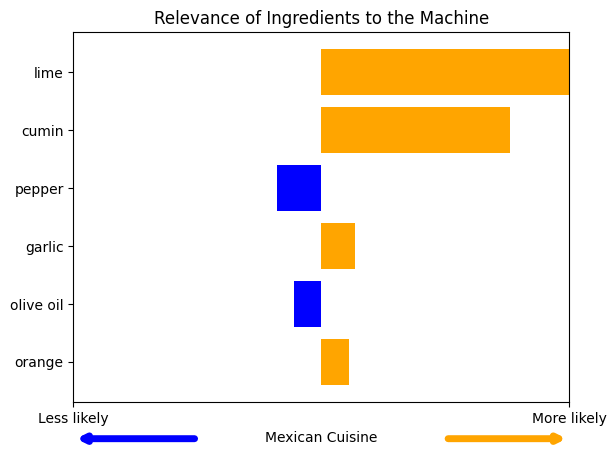 Relevance of Ingredients to the Machine
lime
cumin
pepper
garlic
olive oil
orange
Less likely More likely
Mexican Cuisine